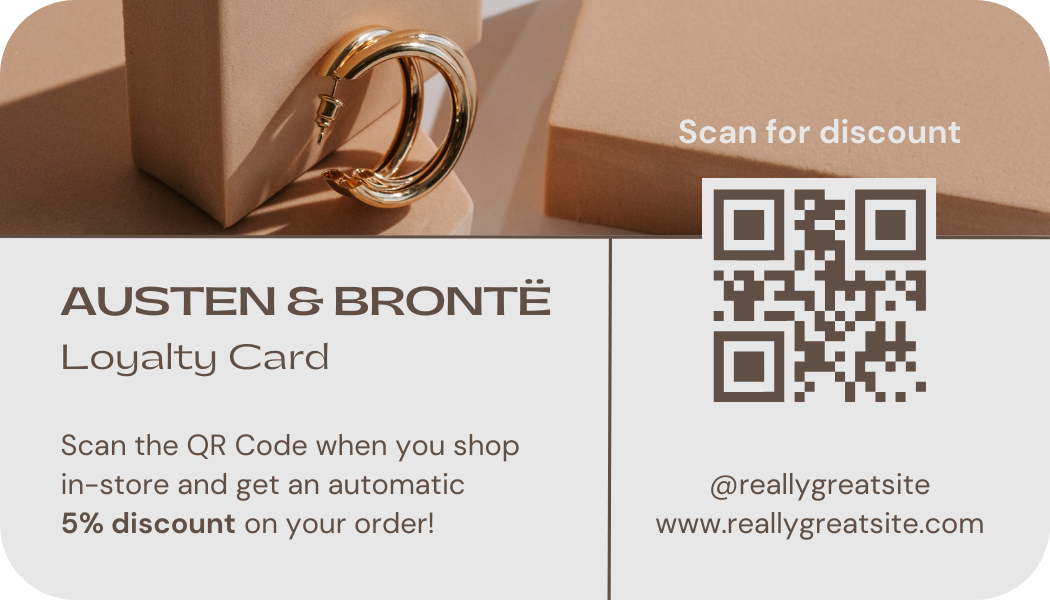 Scan for discount
AUSTEN & BRONTË
Loyalty Card
Scan the QR Code when you shop
in-store and get an automatic
5% discount on your order!
@reallygreatsite
www.reallygreatsite.com